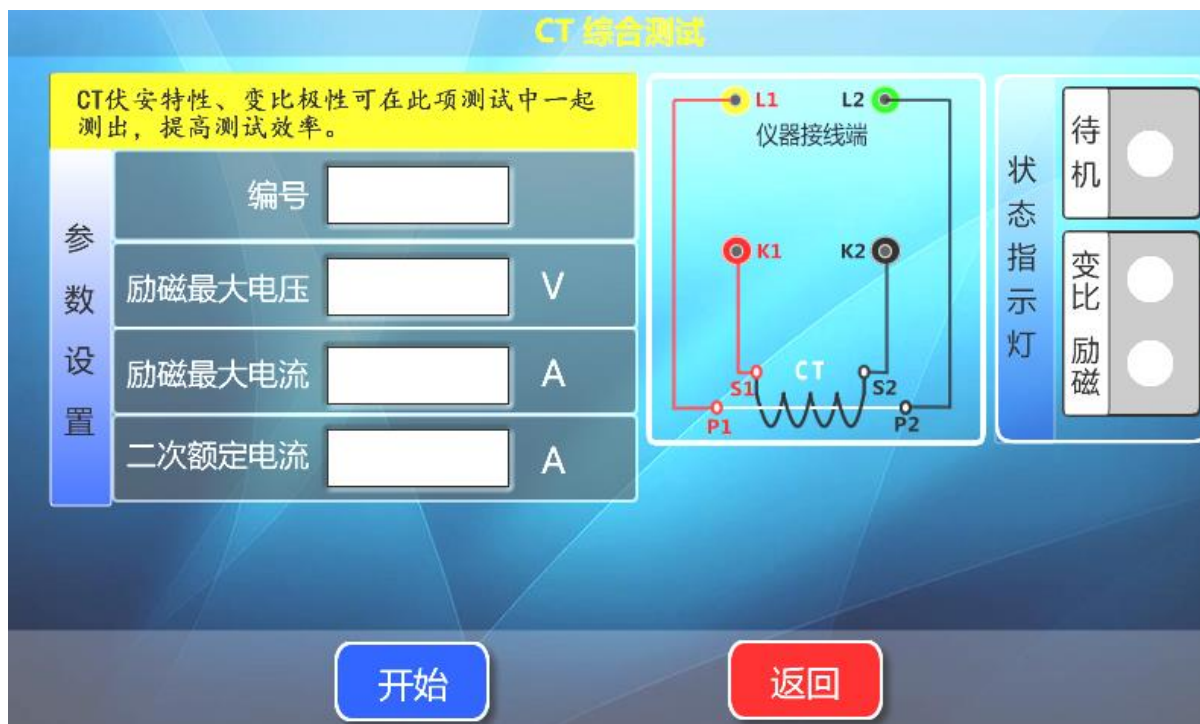 CT 综合测试
CT伏安特性、变比极性可在此项测试中一起
测出，提高测试效率。
参数设置
编号
励磁最大电压 V
励磁最大电流 A
二次额定电流 A
L1 L2
仪器接线端
K1 K2
CT
S1 S2
P1 P2
状态指示灯
待机
变比
励磁
开始
返回